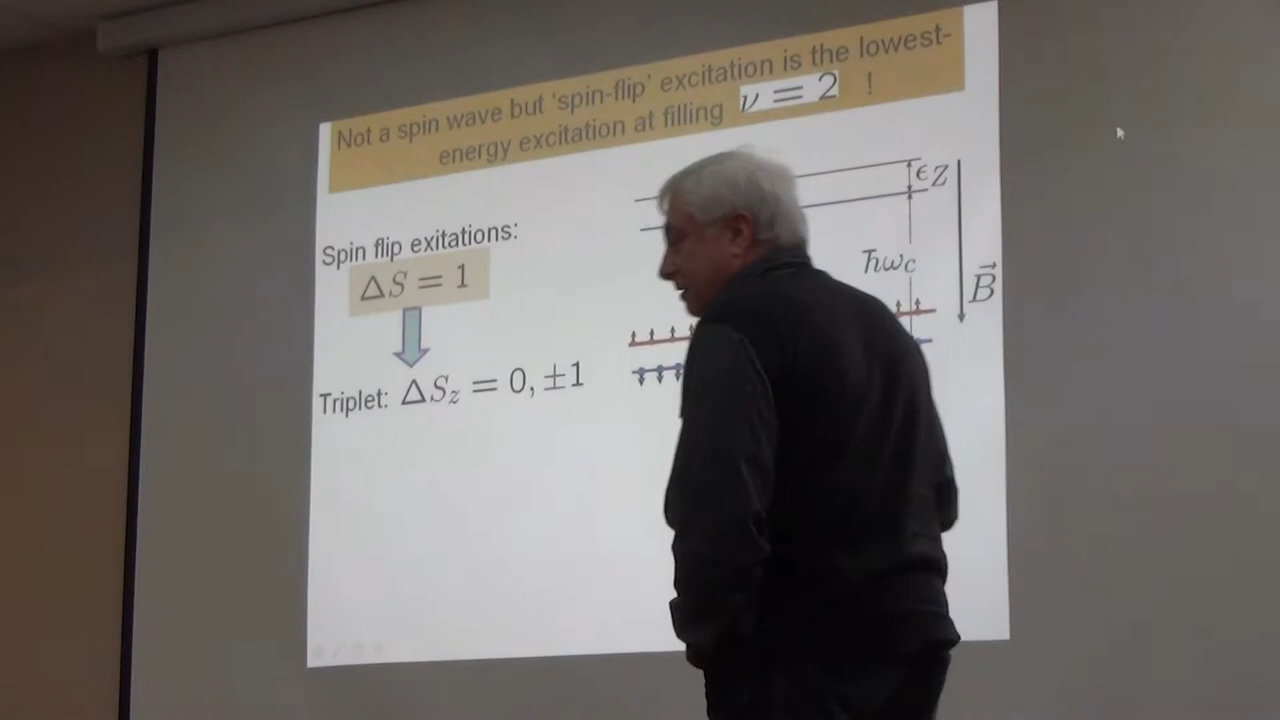 Not a spin wave but ‘spin-flip’ excitation is the lowest-
energy excitation at filling ν = 2 !
Spin flip exitations:
ΔS = 1
Triplet: ΔS_z = 0, ±1
ϵ_Z
ħω_c
B⃗